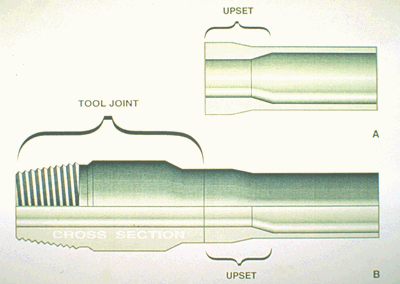 UPSET
A
TOOL JOINT
CROSS SECTION
UPSET
B